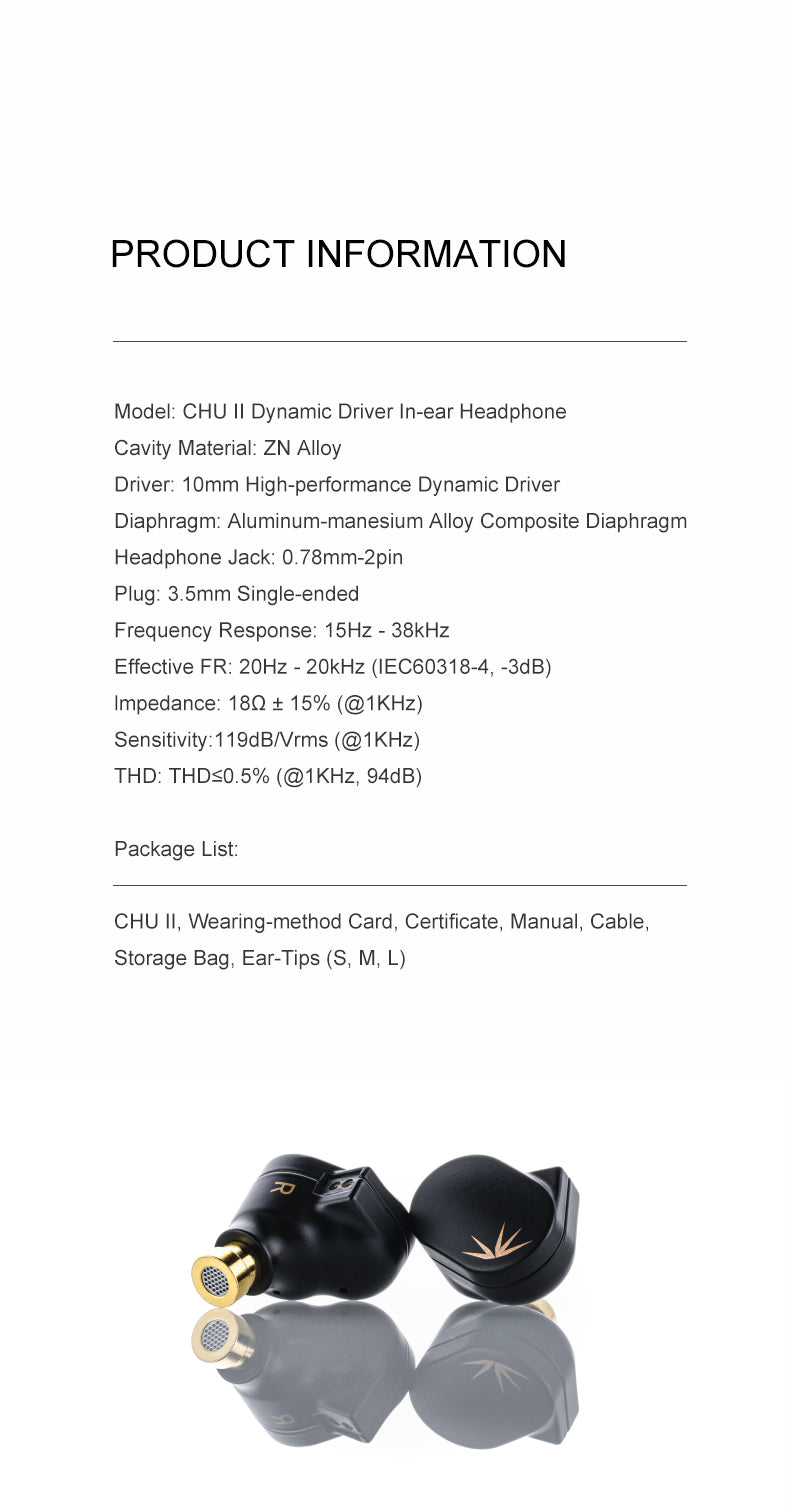 PRODUCT INFORMATION
Model: CHU II Dynamic Driver In-ear Headphone
Cavity Material: ZN Alloy
Driver: 10mm High-performance Dynamic Driver
Diaphragm: Aluminum-manesium Alloy Composite Diaphragm
Headphone Jack: 0.78mm-2pin
Plug: 3.5mm Single-ended
Frequency Response: 15Hz - 38kHz
Effective FR: 20Hz - 20kHz (IEC60318-4, -3dB)
Impedance: 18Ω ± 15% (@1KHz)
Sensitivity:119dB/Vrms (@1KHz)
THD: THD≤0.5% (@1KHz, 94dB)
Package List:
CHU II, Wearing-method Card, Certificate, Manual, Cable,
Storage Bag, Ear-Tips (S, M, L)
R